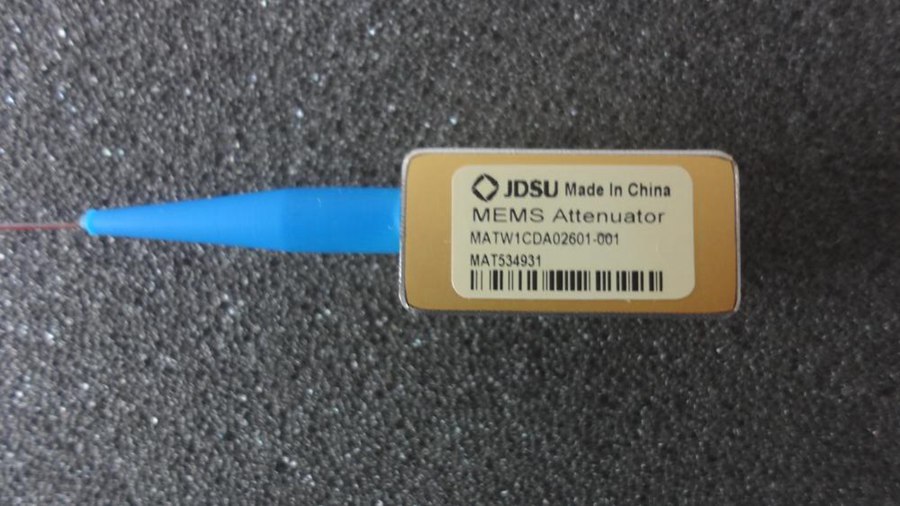 JDSU Made In China
MEMS Attenuator
MATW1CDA02601-001
MAT534931